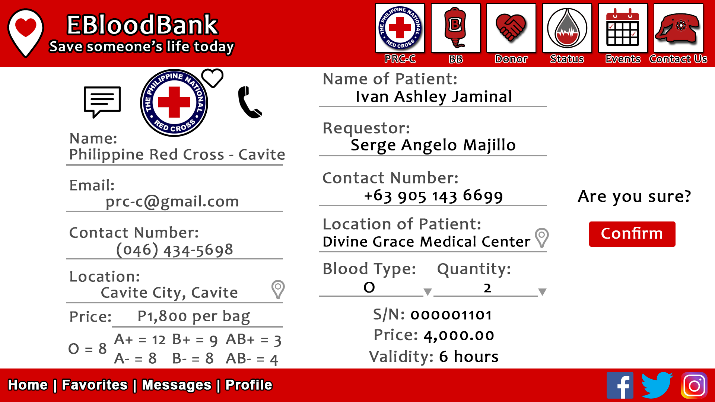 EBloodBank
Save someone's life today
PRC-C
BB
Donor
Status
Events
Contact Us
THE PHILIPPINE NATIONAL
RED CROSS
Name:
Philippine Red Cross - Cavite
Email:
prc-c@gmail.com
Contact Number:
(046) 434-5698
Location:
Cavite City, Cavite
Price: P1,800 per bag
O = 8
A+ = 12 B+ = 9 AB+ = 3
A- = 8 B- = 8 AB- = 4
Name of Patient:
Ivan Ashley Jaminal
Requestor:
Serge Angelo Majillo
Contact Number:
+63 905 143 6699
Location of Patient:
Divine Grace Medical Center
Blood Type: Quantity:
O 2
S/N: 000001101
Price: 4,000.00
Validity: 6 hours
Are you sure?
Confirm
Home | Favorites | Messages | Profile